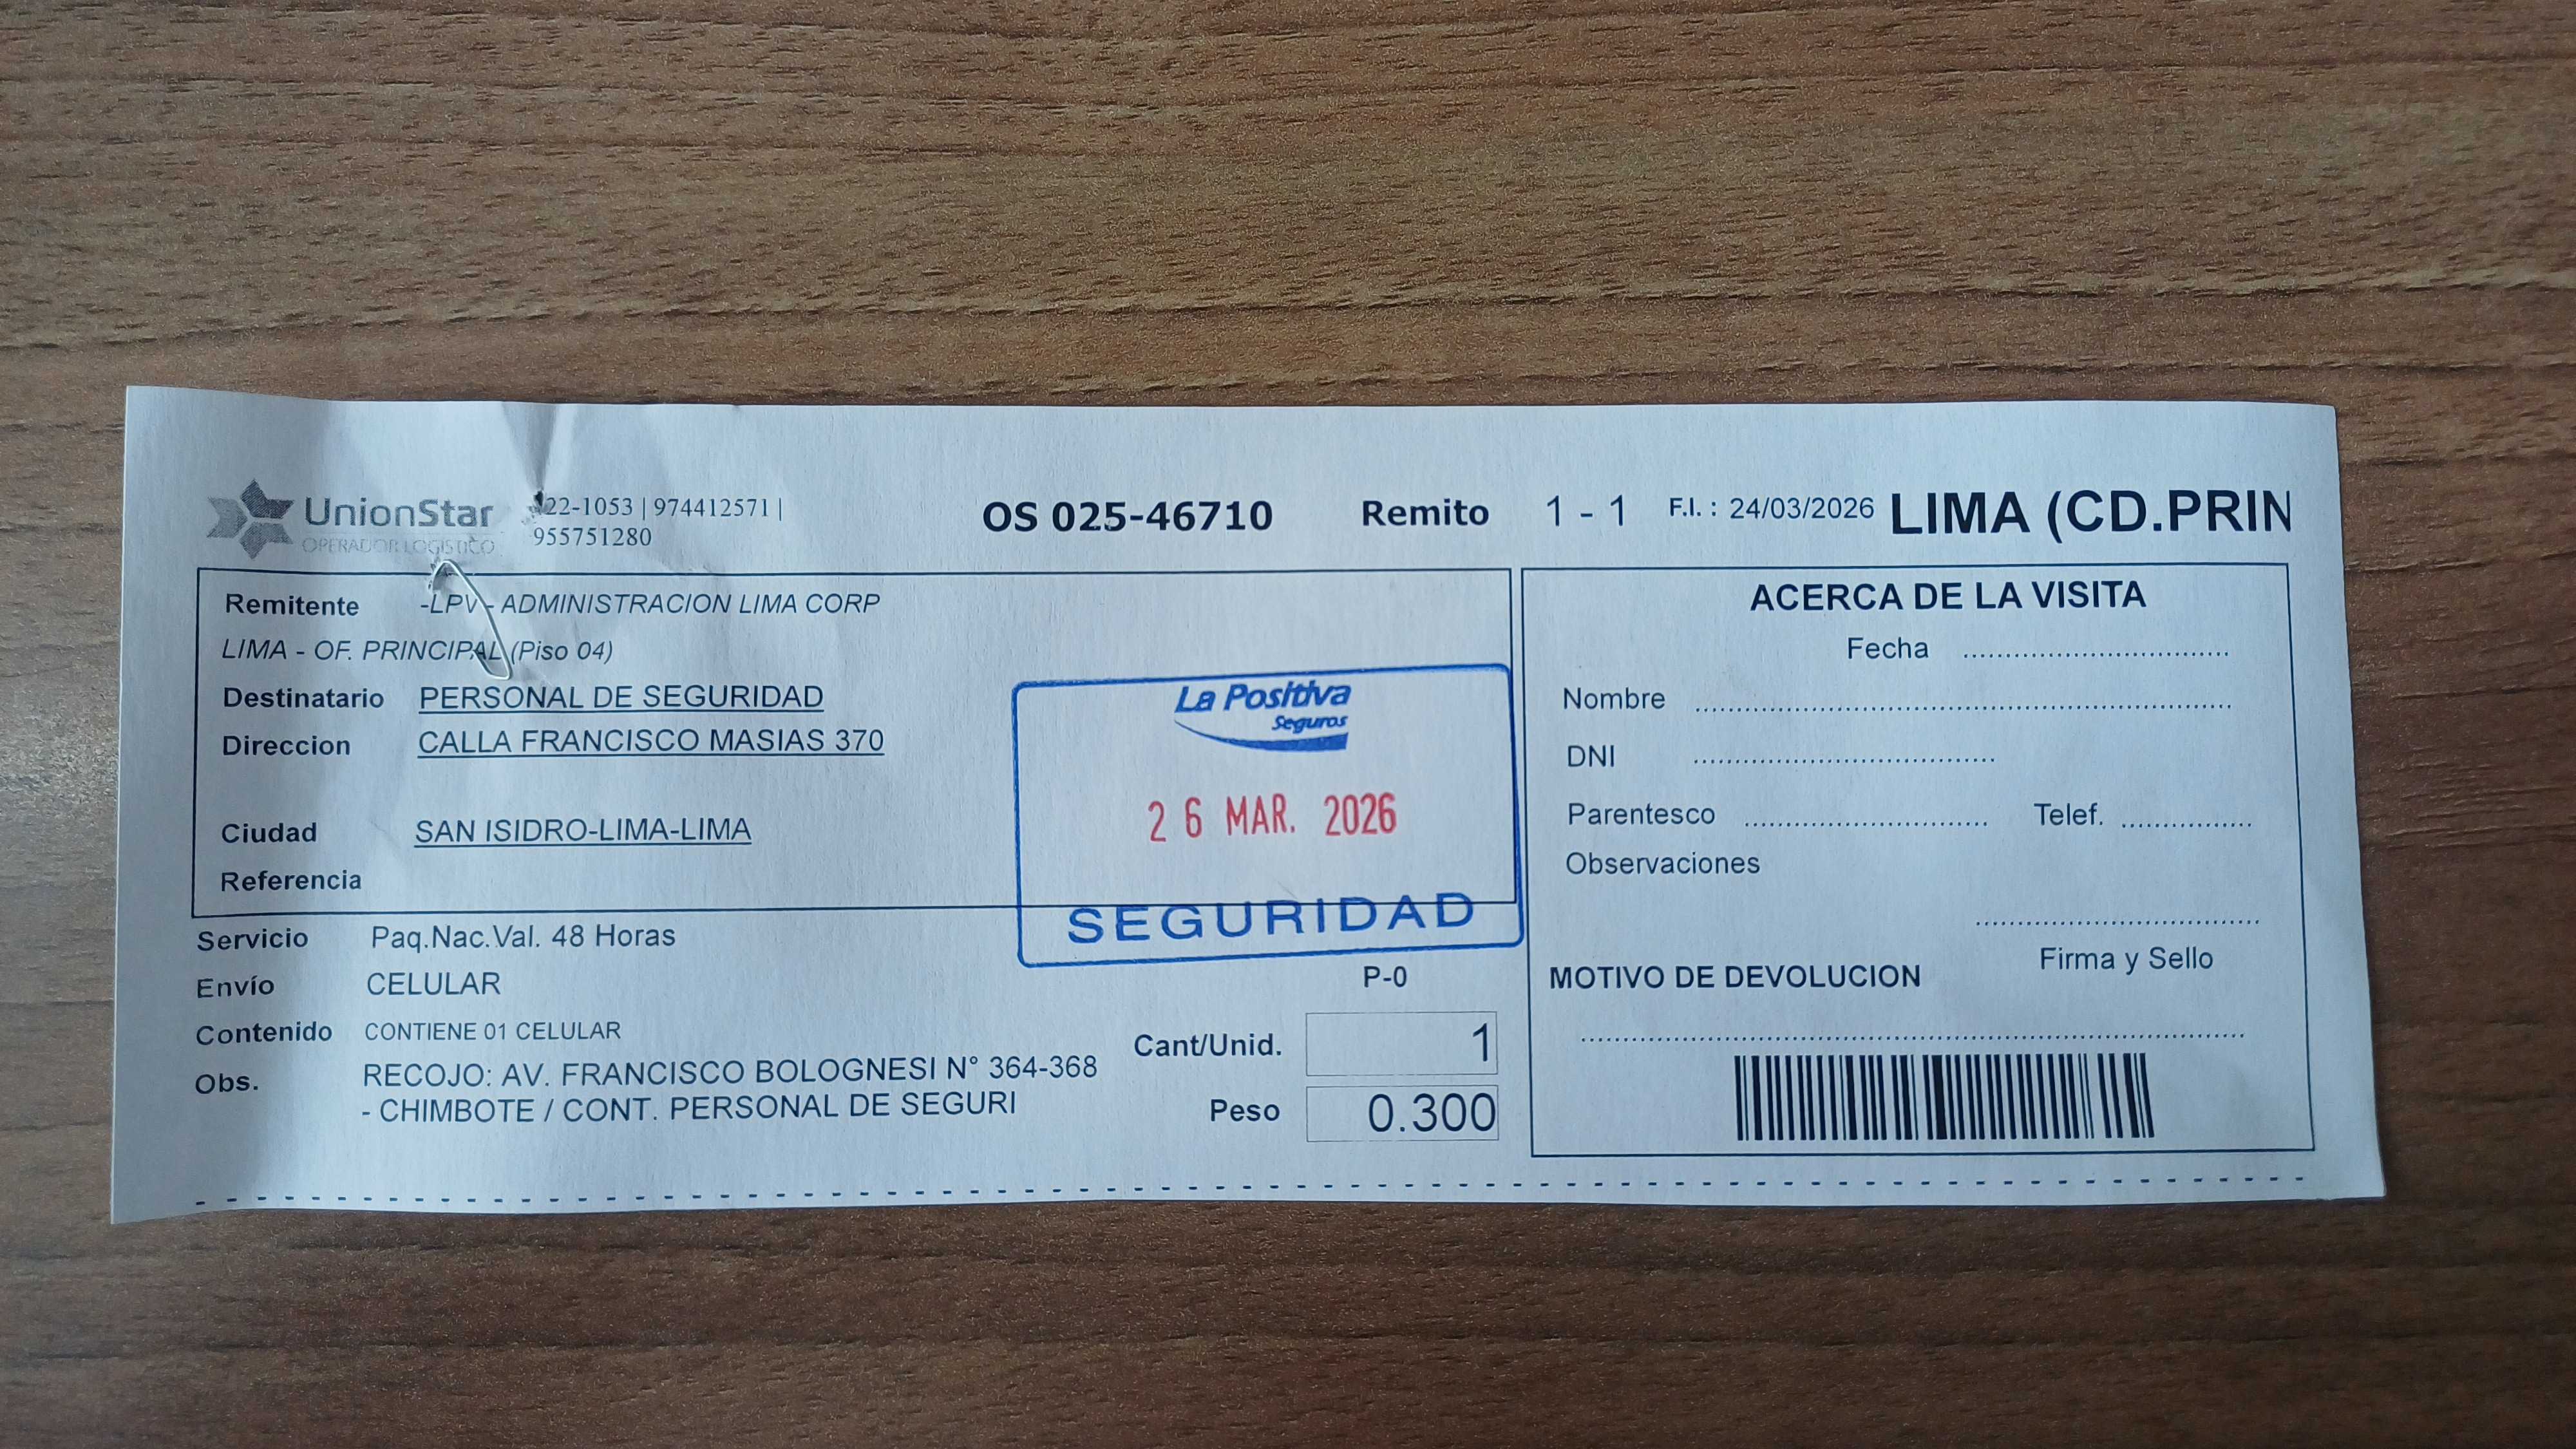 UnionStar
OPERADOR LOGISTICO
22-1053 | 974412571 |
955751280
OS 025-46710 Remito 1 - 1 F.I. : 24/03/2026 LIMA (CD.PRIN
Remitente -LPV- ADMINISTRACION LIMA CORP
LIMA - OF. PRINCIPAL (Piso 04)
Destinatario PERSONAL DE SEGURIDAD
Direccion CALLA FRANCISCO MASIAS 370
Ciudad SAN ISIDRO-LIMA-LIMA
Referencia
La Positiva
Seguros
26 MAR. 2026
SEGURIDAD
Servicio Paq.Nac.Val. 48 Horas
Envío CELULAR
P-0
Contenido CONTIENE 01 CELULAR
Cant/Unid. 1
Obs. RECOJO: AV. FRANCISCO BOLOGNESI N° 364-368
- CHIMBOTE / CONT. PERSONAL DE SEGURI
Peso 0.300
ACERCA DE LA VISITA
Fecha
Nombre
DNI
Parentesco Telef.
Observaciones
Firma y Sello
MOTIVO DE DEVOLUCION